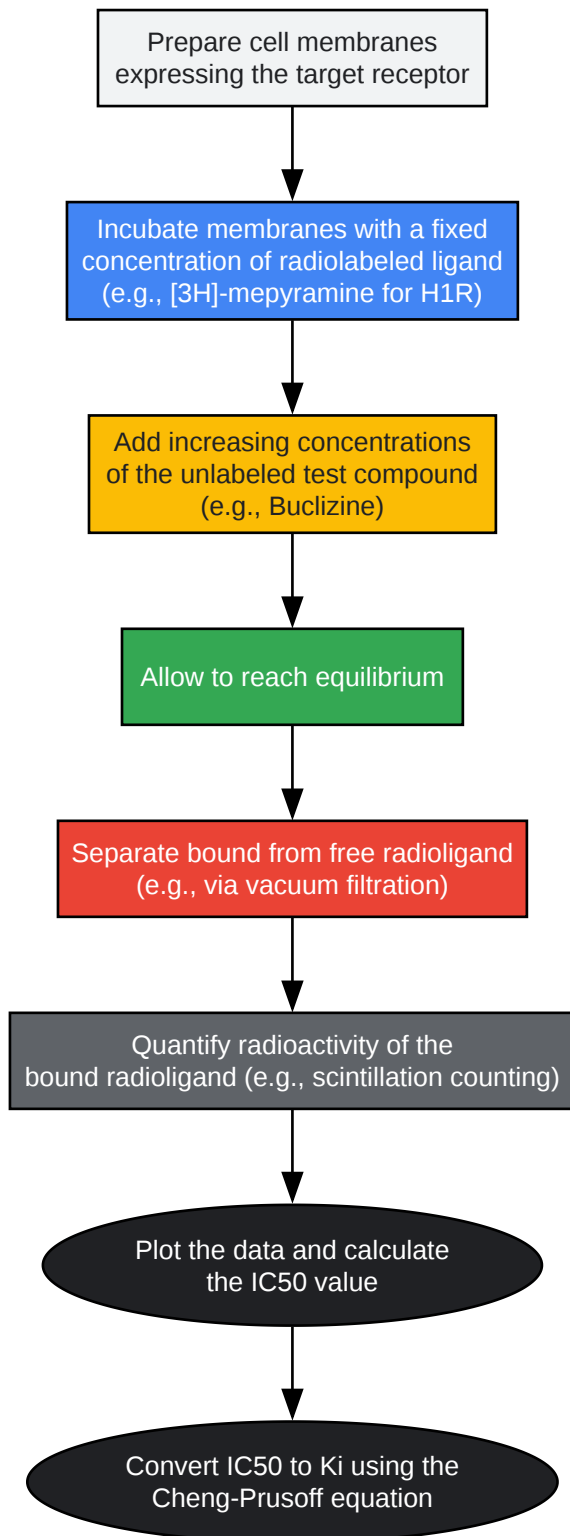 Prepare cell membranes
expressing the target receptor
Incubate membranes with a fixed
concentration of radiolabeled ligand
(e.g., [3H]-mepyramine for H1R)
Add increasing concentrations
of the unlabeled test compound
(e.g., Buclizine)
Allow to reach equilibrium
Separate bound from free radioligand
(e.g., via vacuum filtration)
Quantify radioactivity of the
bound radioligand (e.g., scintillation counting)
Plot the data and calculate
the IC50 value
Convert IC50 to Ki using the
Cheng-Prusoff equation